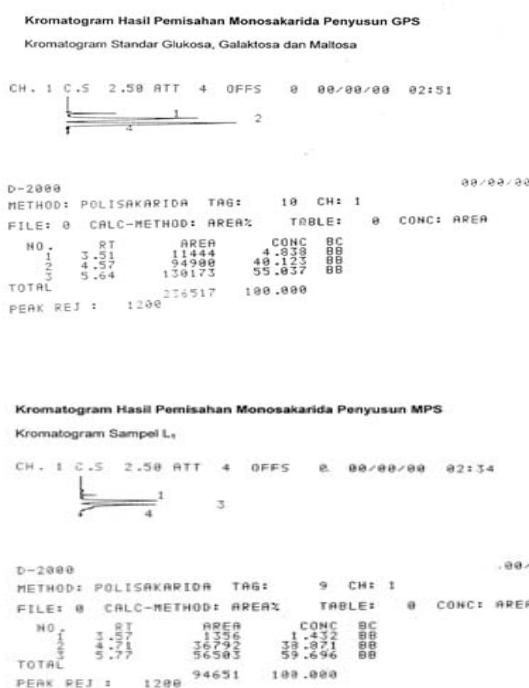 Kromatogram Hasil Pemisahan Monosakarida Penyusun GPS
Kromatogram Standar Glukosa, Galaktosa dan Maltosa
CH. 1 C.S 2.50 ATT 4 OFFS 0 00/00/00 02:51
1
2
4
00/00/00
D-2000
METHOD: POLISAKARIDA TAG: 10 CH: 1
FILE: 0 CALC-METHOD: AREA% TABLE: 0 CONC: AREA
NO. RT AREA CONC BC
1 3.51 11444 4.838 BB
2 4.57 94900 40.123 BB
3 5.64 130173 55.037 BB
TOTAL 236517 100.000
PEAK REJ : 1200
Kromatogram Hasil Pemisahan Monosakarida Penyusun MPS
Kromatogram Sampel
CH. 1 C.S 2.50 ATT 4 OFFS 0 00/00/00 02:34
1
3
4
.00/
D-2000
METHOD: POLISAKARIDA TAG: 9 CH: 1
FILE: 0 CALC-METHOD: AREA% TABLE: 0 CONC: AREA
NO. RT AREA CONC BC
1 3.57 1356 1.432 BB
2 4.71 36792 38.871 BB
3 5.77 56503 59.696 BB
TOTAL 94651 100.000
PEAK REJ : 1200